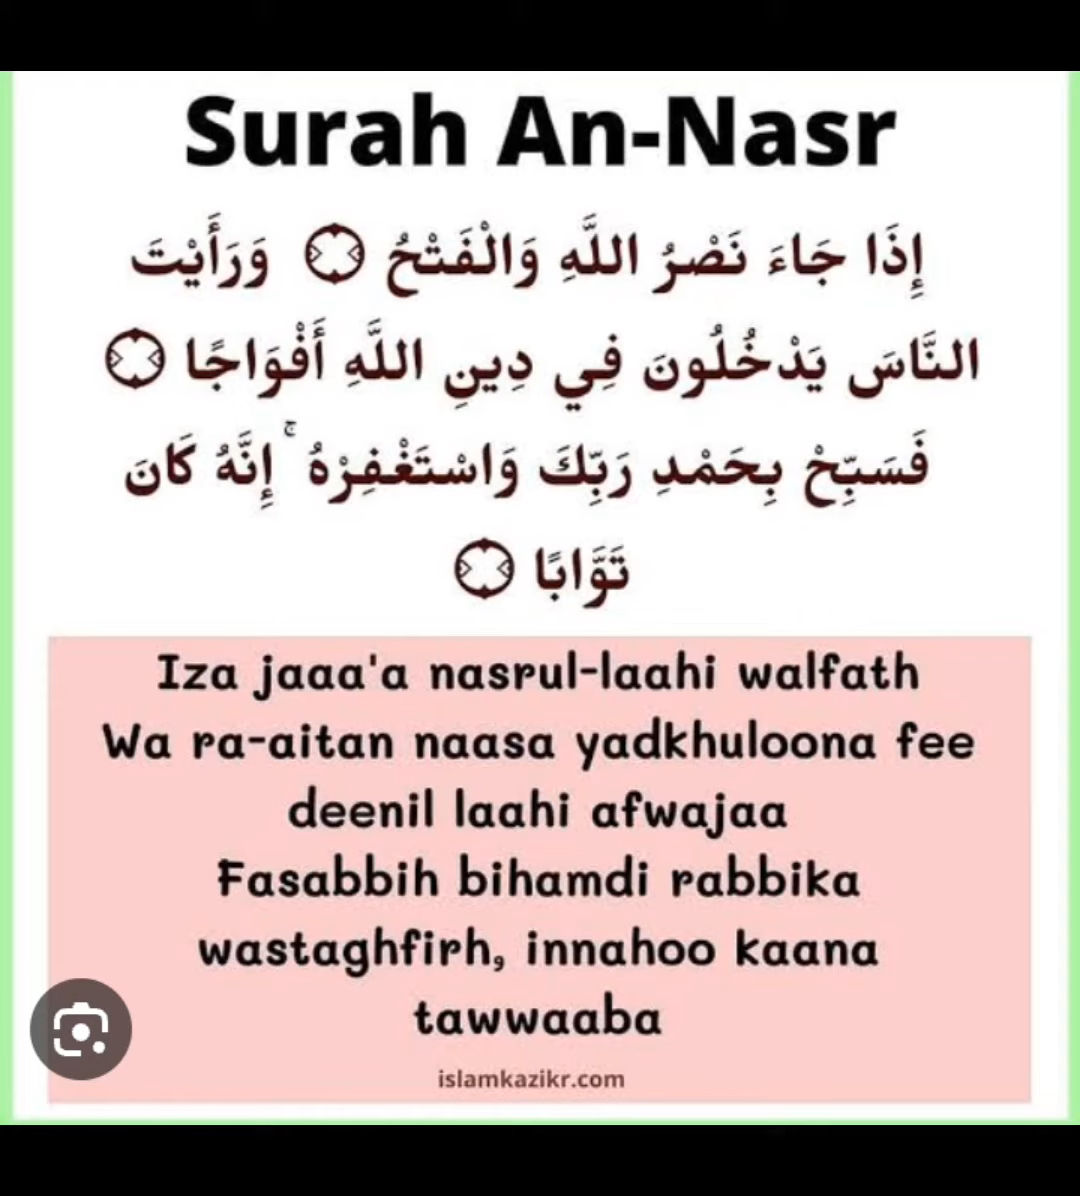 Surah An-Nasr
إِذَا جَاءَ نَصْرُ اللَّهِ وَالْفَتْحُ ۝ وَرَأَيْتَ
النَّاسَ يَدْخُلُونَ فِي دِينِ اللَّهِ أَفْوَاجًا ۝
فَسَبِّحْ بِحَمْدِ رَبِّكَ وَاسْتَغْفِرْهُ ۚ إِنَّهُ كَانَ
تَوَّابًا ۝
Iza jaaa'a nasrul-laahi walfath
Wa ra-aitan naasa yadkhuloona fee
deenil laahi afwajaa
Fasabbih bihamdi rabbika
wastaghfirh, innahoo kaana
tawwaaba
islamkazikr.com